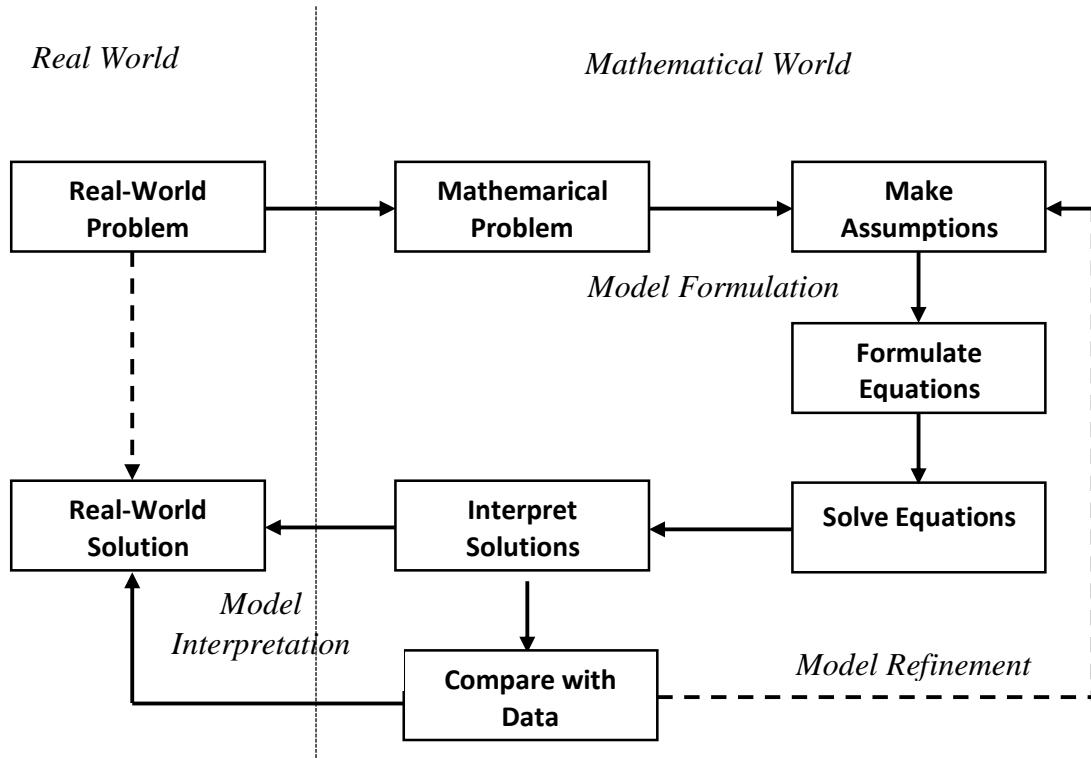 Real World
Mathematical World
Real-World
Problem
Mathemarical
Problem
Make
Assumptions
Model Formulation
Formulate
Equations
Real-World
Solution
Interpret
Solutions
Solve Equations
Model
Interpretation
Compare with
Data
Model Refinement